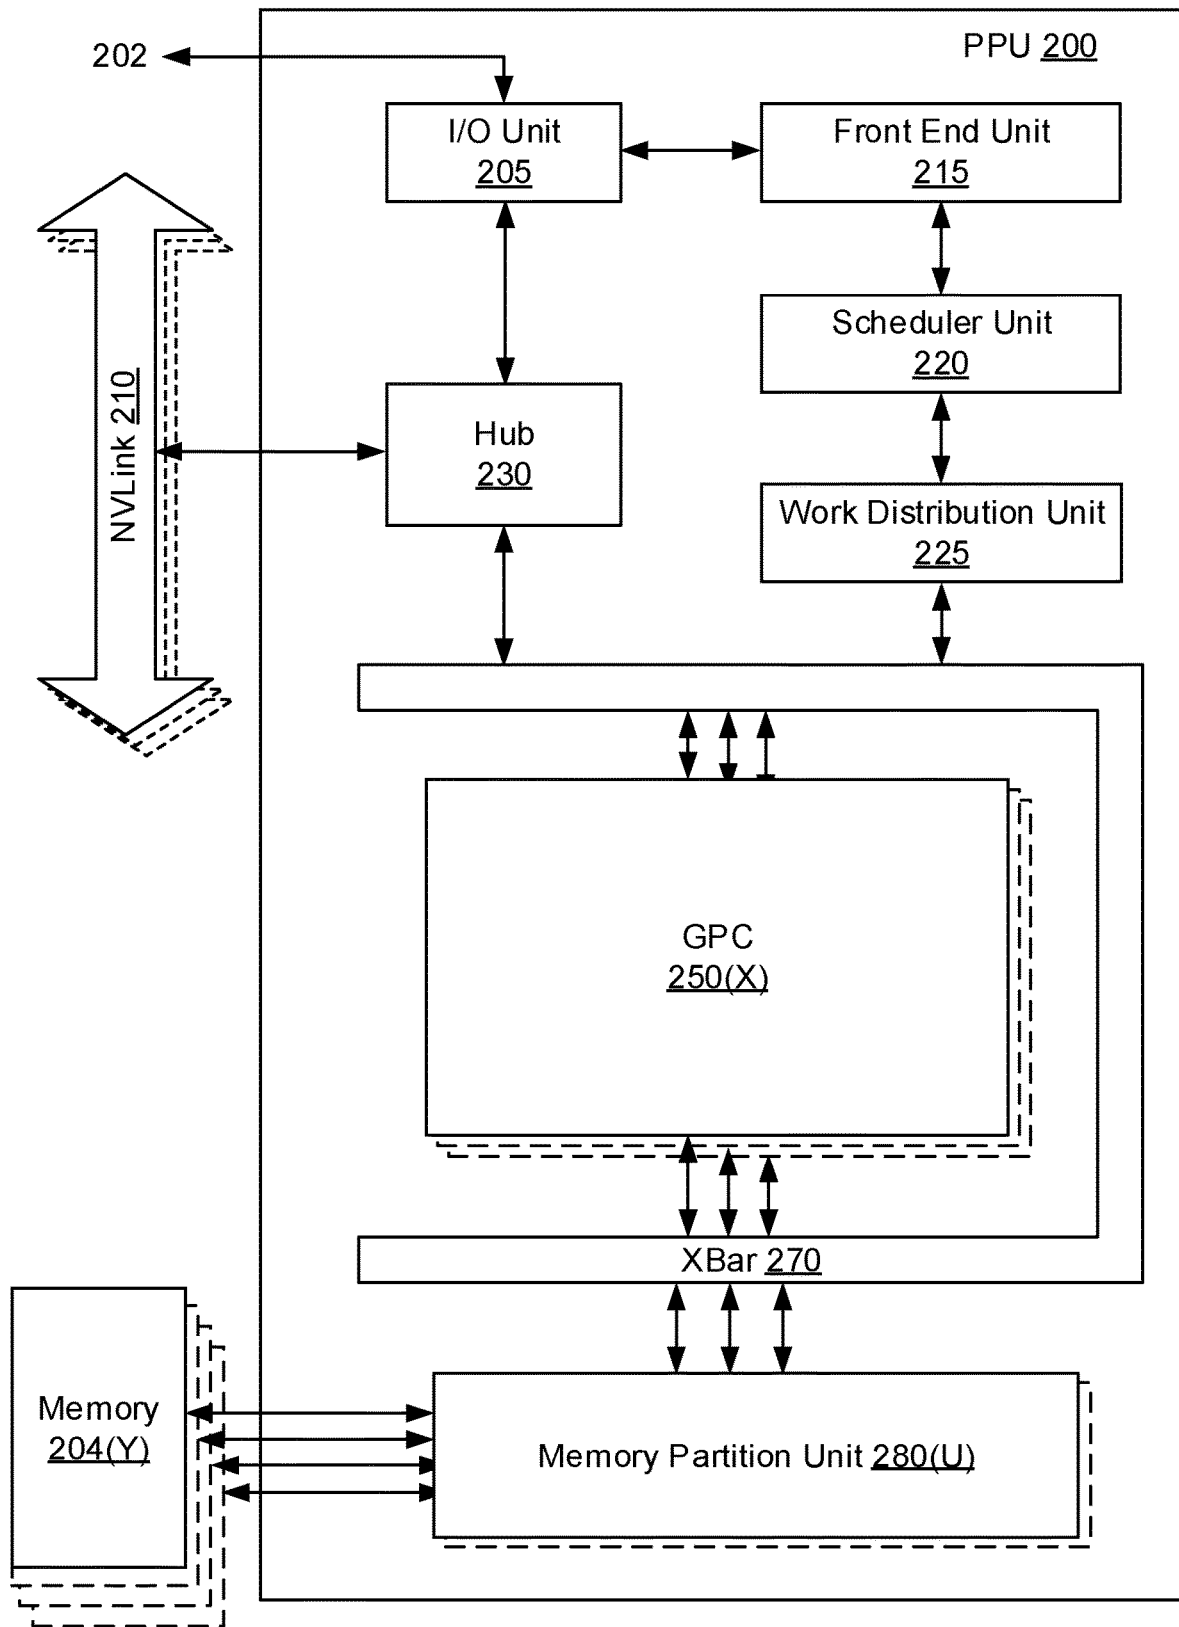 PPU 200
202
I/O Unit
205
Front End Unit
215
Scheduler Unit
220
NVLink 210
Hub
230
Work Distribution Unit
225
GPC
250(X)
XBar 270
Memory
204(Y)
Memory Partition Unit 280(U)